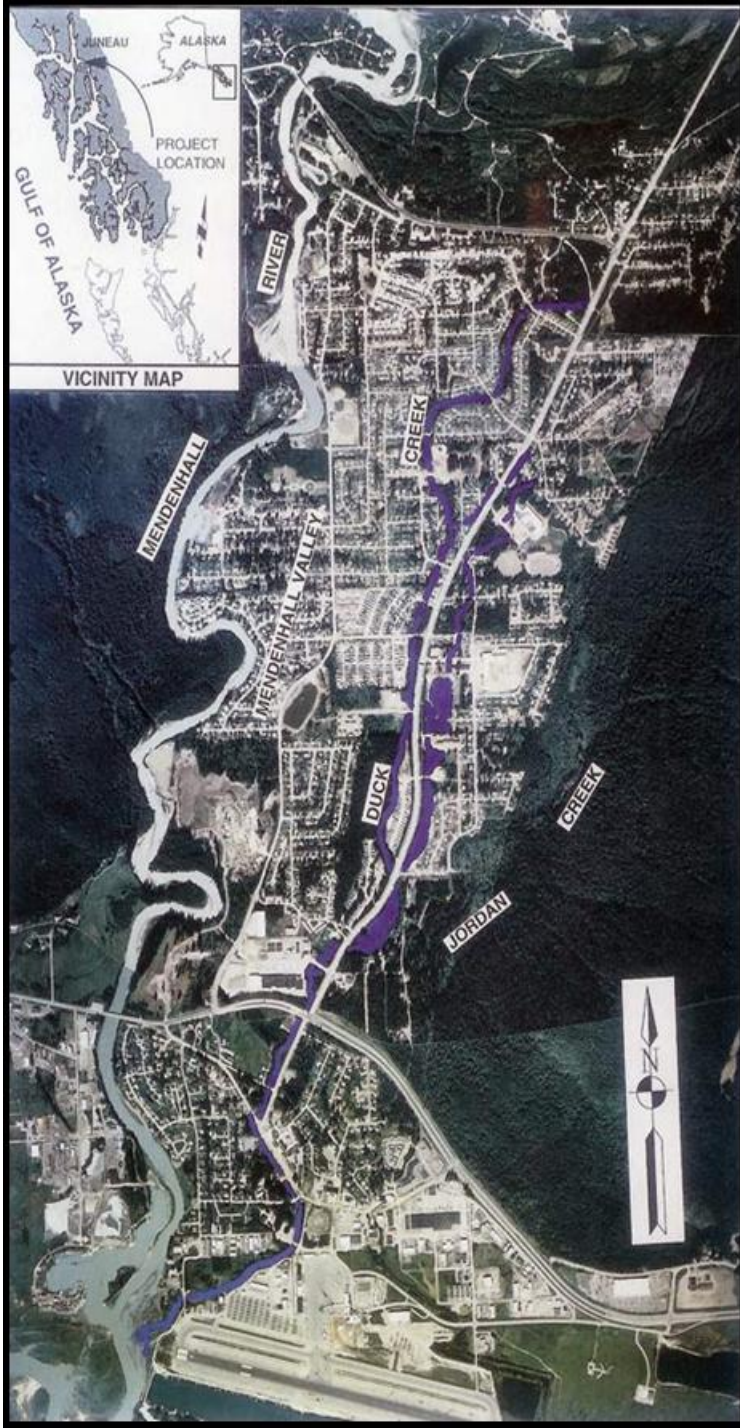 JUNEAU
ALASKA
PROJECT
LOCATION
GULF OF ALASKA
VICINITY MAP
RIVER
MENDENHALL
CREEK
MENDENHALL VALLEY
DUCK
CREEK
JORDAN
N